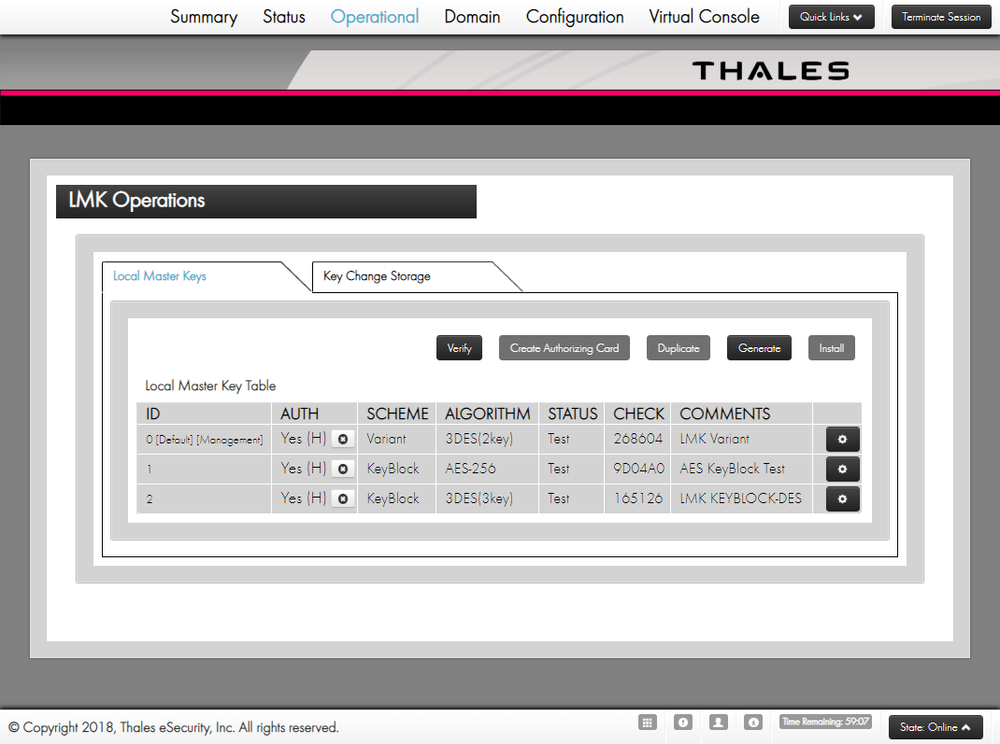 Summary Status Operational Domain Configuration Virtual Console Quick Links Terminate Session
THALES
LMK Operations
Local Master Keys Key Change Storage
Verify Create Authorizing Card Duplicate Generate Install
Local Master Key Table
ID AUTH SCHEME ALGORITHM STATUS CHECK COMMENTS
0 [Default] [Management] Yes (H) Variant 3DES(2key) Test 268604 LMK Variant
1 Yes (H) KeyBlock AES-256 Test 9D04A0 AES KeyBlock Test
2 Yes (H) KeyBlock 3DES(3key) Test 165126 LMK KEYBLOCK-DES
© Copyright 2018, Thales eSecurity, Inc. All rights reserved. Time Remaining: 59:07 State: Online